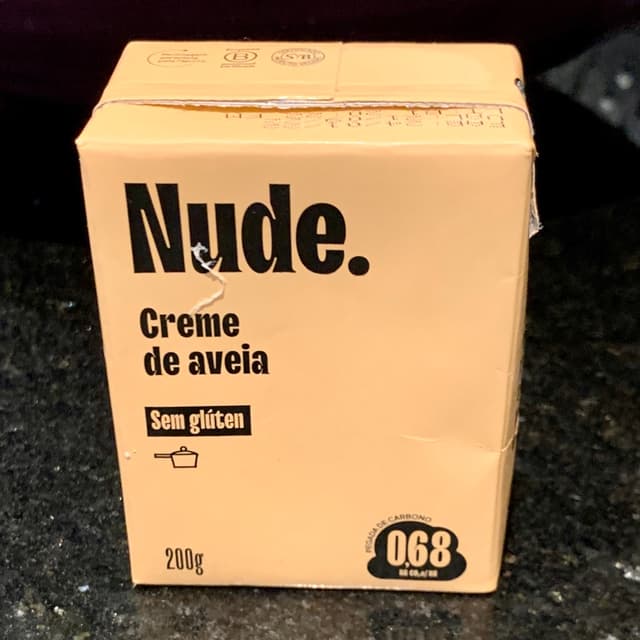 Nude.
Creme
de aveia
Sem glúten
200g
PEGADA DE CARBONO
0,68